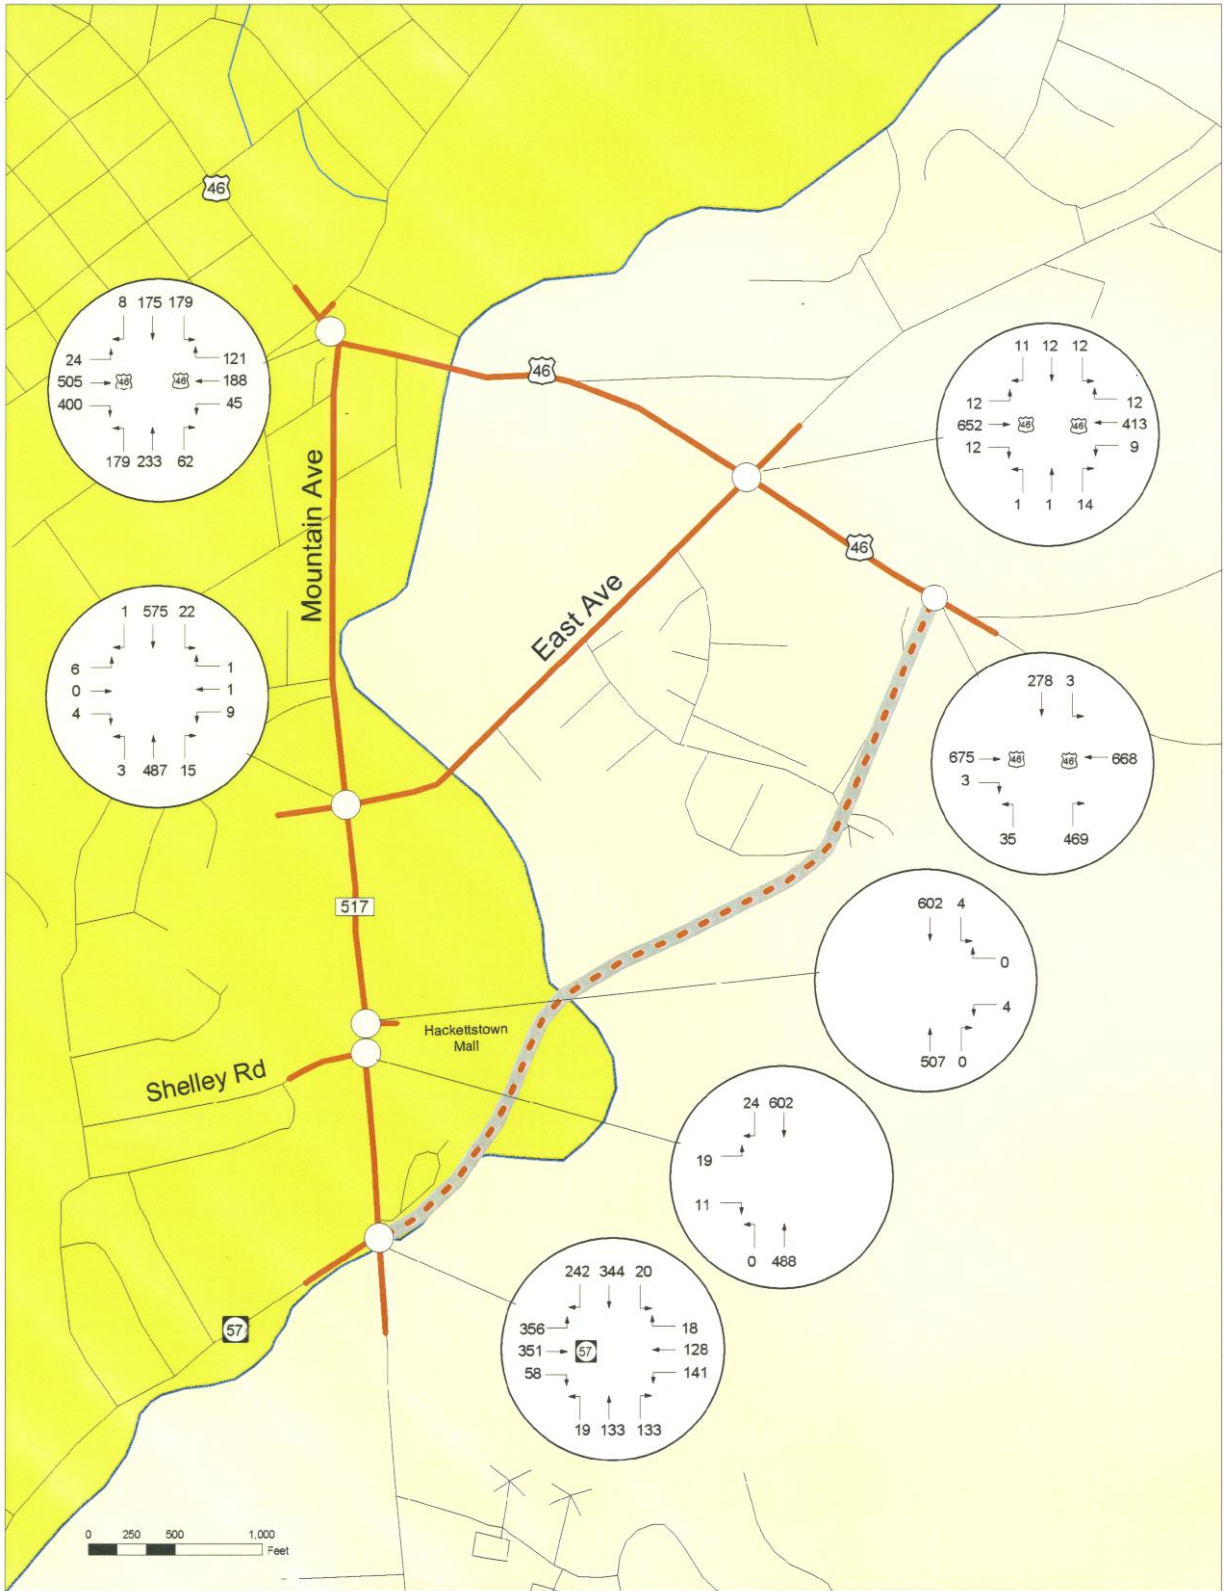 46
8 175 179
24 121
505 46 46 188
400 45
179 233 62
46
11 12 12
12 12
652 46 46 413
12 9
1 1 14
Mountain Ave
East Ave
46
1 575 22
6 1
0 1
4 9
3 487 15
278 3
675 46 46 668
3
35 469
517
602 4
0
4
507 0
Hackettstown
Mall
Shelley Rd
24 602
19
11
0 488
242 344 20
356 18
351 57 128
58 141
19 133 133
57
0 250 500 1,000
Feet